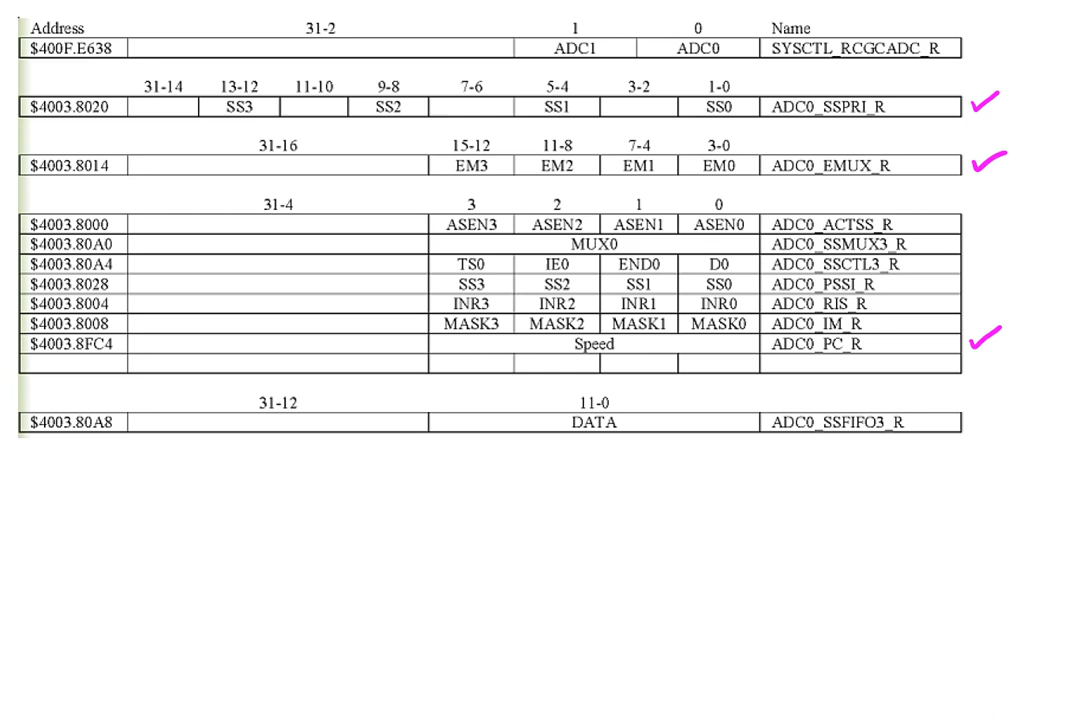 Address 31-2 1 0 Name
$400F.E638 ADC1 ADC0 SYSCTL_RCGCADC_R
31-14 13-12 11-10 9-8 7-6 5-4 3-2 1-0
$4003.8020 SS3 SS2 SS1 SS0 ADC0_SSPRI_R
31-16 15-12 11-8 7-4 3-0
$4003.8014 EM3 EM2 EM1 EM0 ADC0_EMUX_R
31-4 3 2 1 0
$4003.8000 ASEN3 ASEN2 ASEN1 ASEN0 ADC0_ACTSS_R
$4003.80A0 MUX0 ADC0_SSMUX3_R
$4003.80A4 TS0 IE0 END0 D0 ADC0_SSCTL3_R
$4003.8028 SS3 SS2 SS1 SS0 ADC0_PSSI_R
$4003.8004 INR3 INR2 INR1 INR0 ADC0_RIS_R
$4003.8008 MASK3 MASK2 MASK1 MASK0 ADC0_IM_R
$4003.8FC4 Speed ADC0_PC_R
31-12 11-0
$4003.80A8 DATA ADC0_SSFIFO3_R